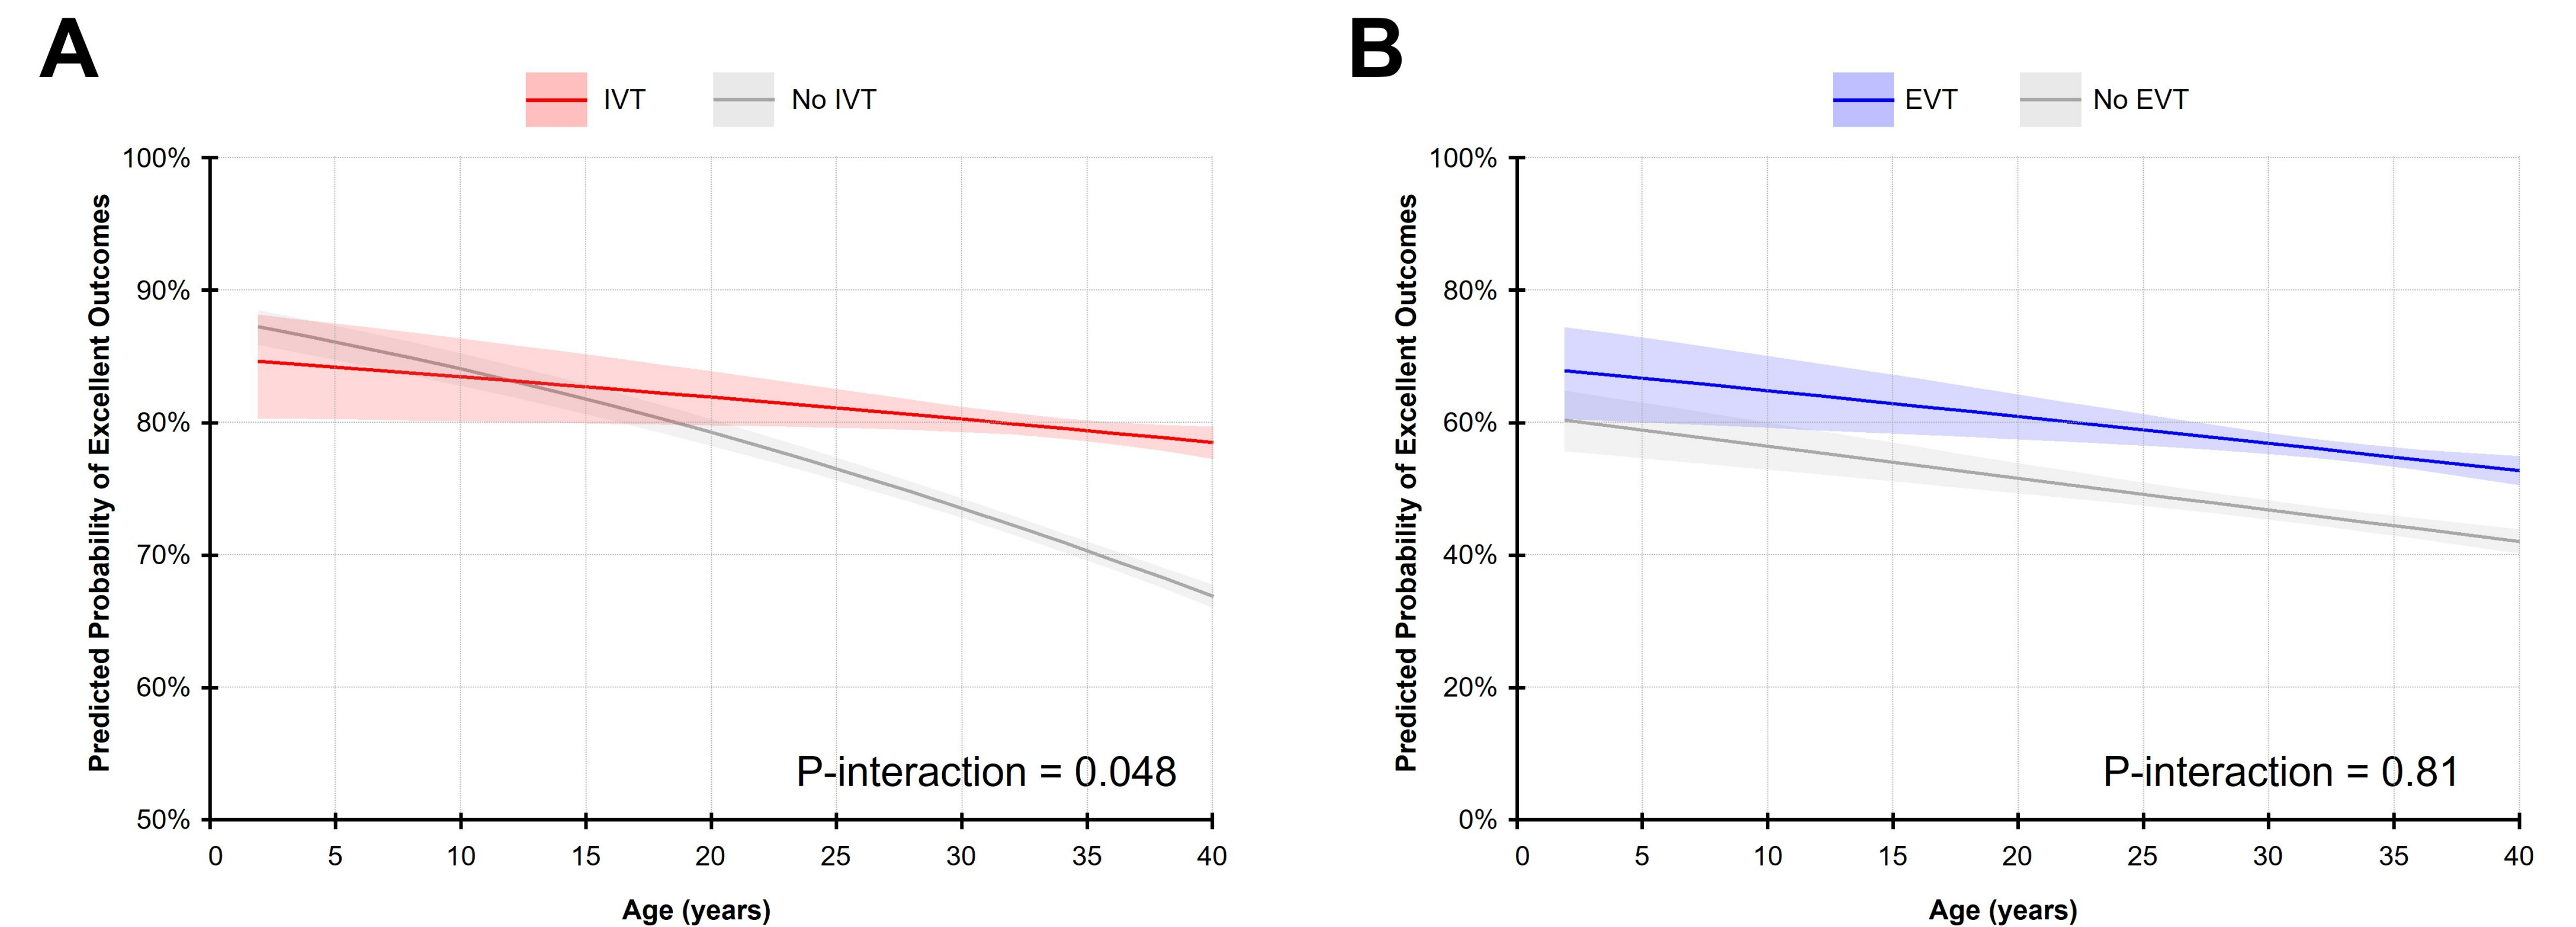 A
IVT
No IVT
100%
90%
80%
70%
60%
50%
Predicted Probability of Excellent Outcomes
P-interaction = 0.048
0 5 10 15 20 25 30 35 40
Age (years)
B
EVT
No EVT
100%
80%
60%
40%
20%
0%
Predicted Probability of Excellent Outcomes
P-interaction = 0.81
0 5 10 15 20 25 30 35 40
Age (years)